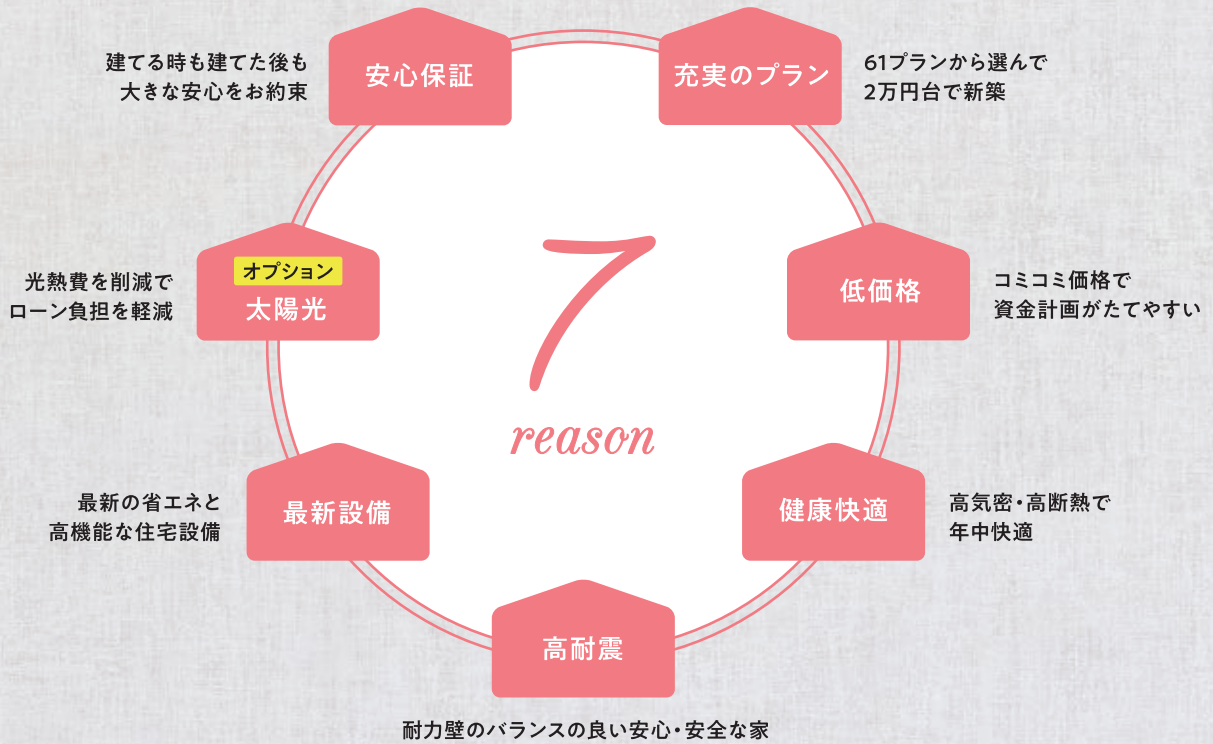 7
reason
充実のプラン
61プランから選んで
2万円台で新築
低価格
コミコミ価格で
資金計画がたてやすい
健康快適
高気密・高断熱で
年中快適
高耐震
耐力壁のバランスの良い安心・安全な家
最新設備
最新の省エネと
高機能な住宅設備
オプション
太陽光
光熱費を削減で
ローン負担を軽減
安心保証
建てる時も建てた後も
大きな安心をお約束